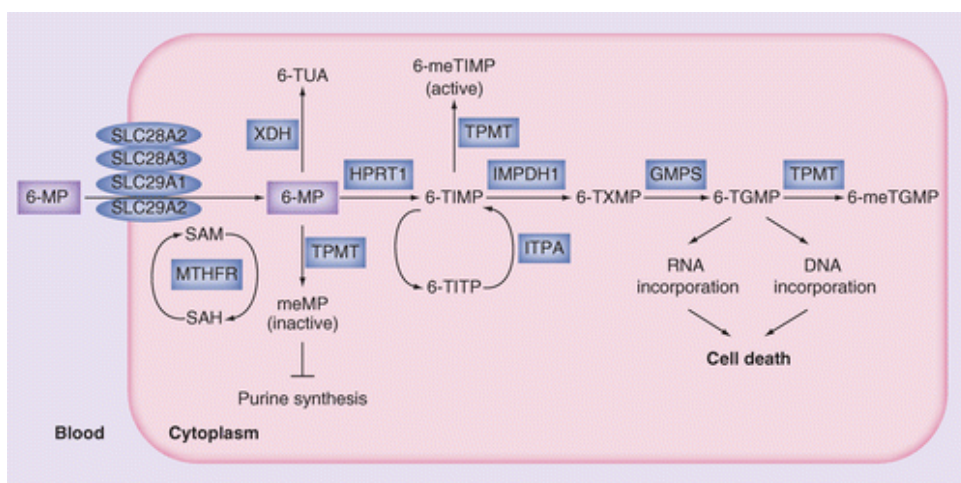 6-TUA
6-meTIMP
(active)
SLC28A2
SLC28A3
SLC29A1
SLC29A2
XDH
TPMT
HPRT1
IMPDH1
GMPS
TPMT
6-MP
6-MP
6-TIMP
6-TXMP
6-TGMP
6-meTGMP
SAM
MTHFR
SAH
TPMT
ITPA
meMP
(inactive)
6-TITP
RNA
incorporation
DNA
incorporation
Cell death
Purine synthesis
Blood
Cytoplasm